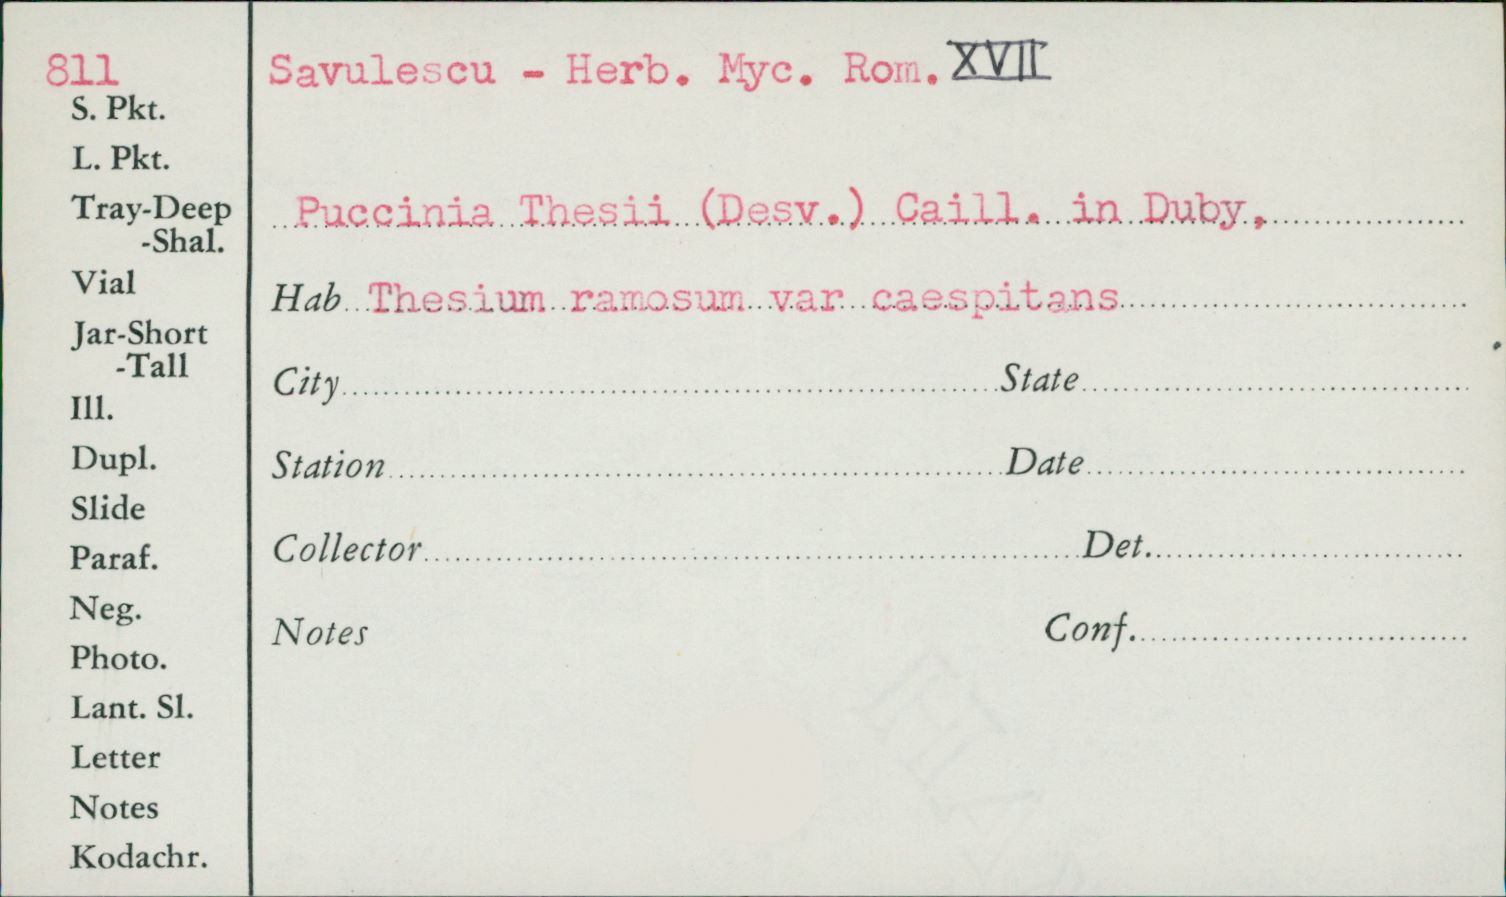 811
S. Pkt.
L. Pkt.
Tray-Deep
-Shal.
Vial
Jar-Short
-Tall
Ill.
Dupl.
Slide
Paraf.
Neg.
Photo.
Lant. Sl.
Letter
Notes
Kodachr.
Savulescu - Herb. Myc. Rom. XVII
Puccinia Thesii (Desv.) Caill. in Duby,
Hab Thesium ramosum var caespitans
City State
Station Date
Collector Det.
Notes Conf.